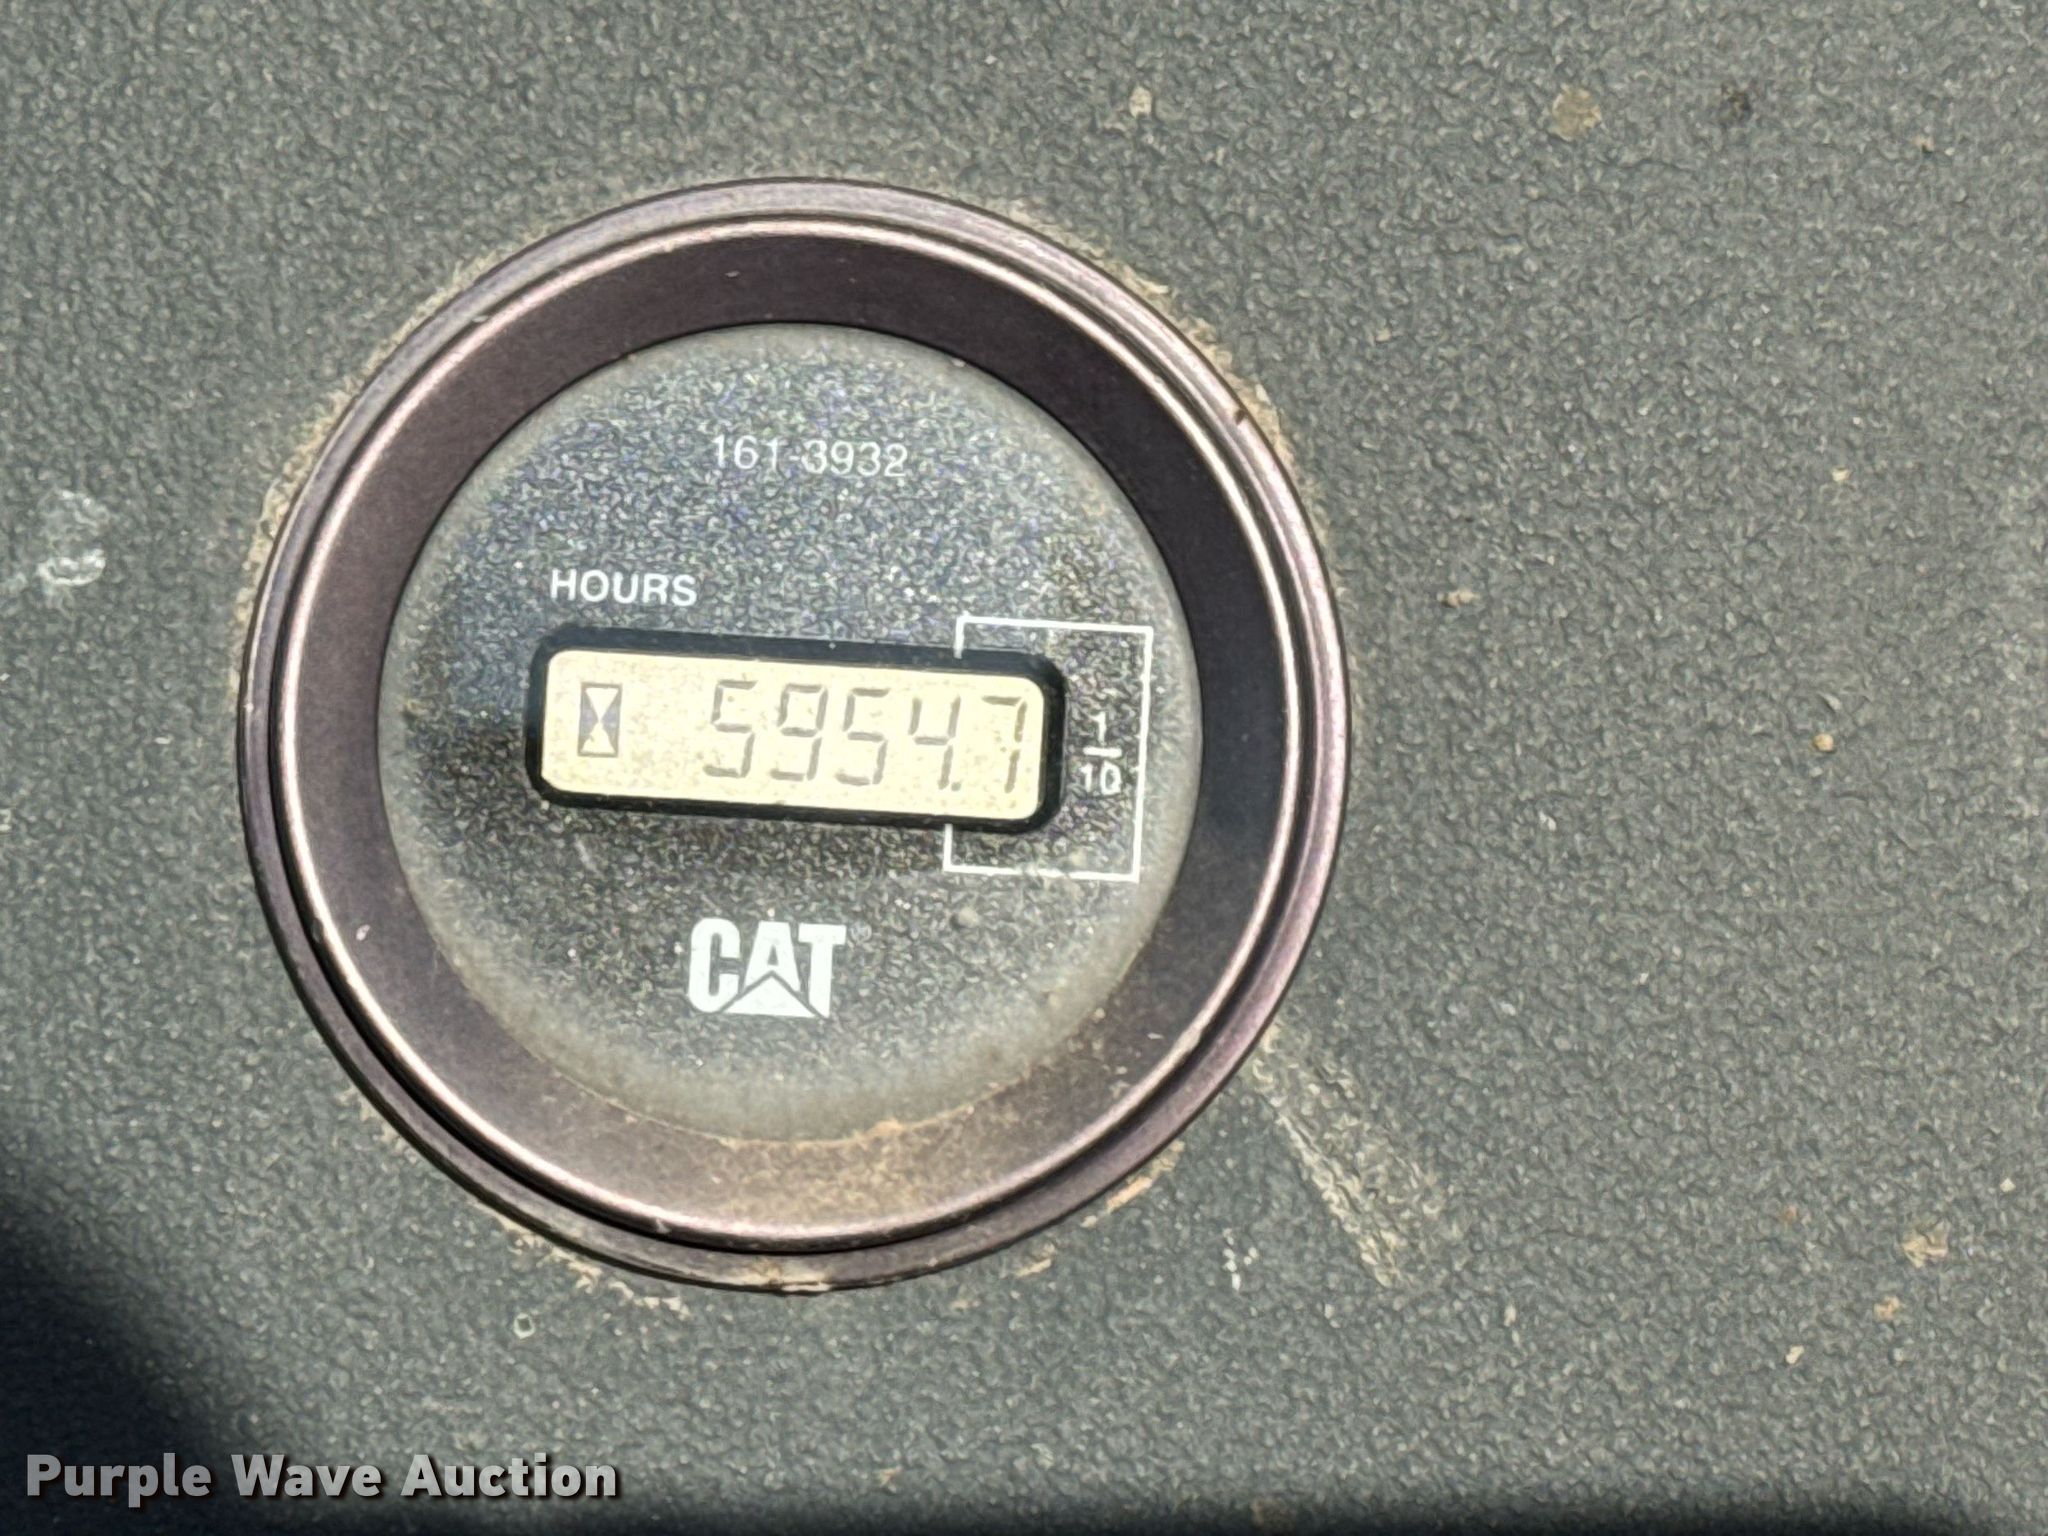 161-3932
HOURS
5954.7
1
10
CAT
Purple Wave Auction